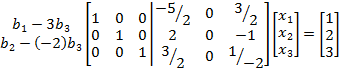 b₁ − 3b₃ [1 0 0 | −5/2 0 3/2] [x₁] [1]
b₂ − (−2)b₃ [0 1 0 | 2 0 −1] [x₂] = [2]
[0 0 1 | 3/2 0 1/−2] [x₃] [3]